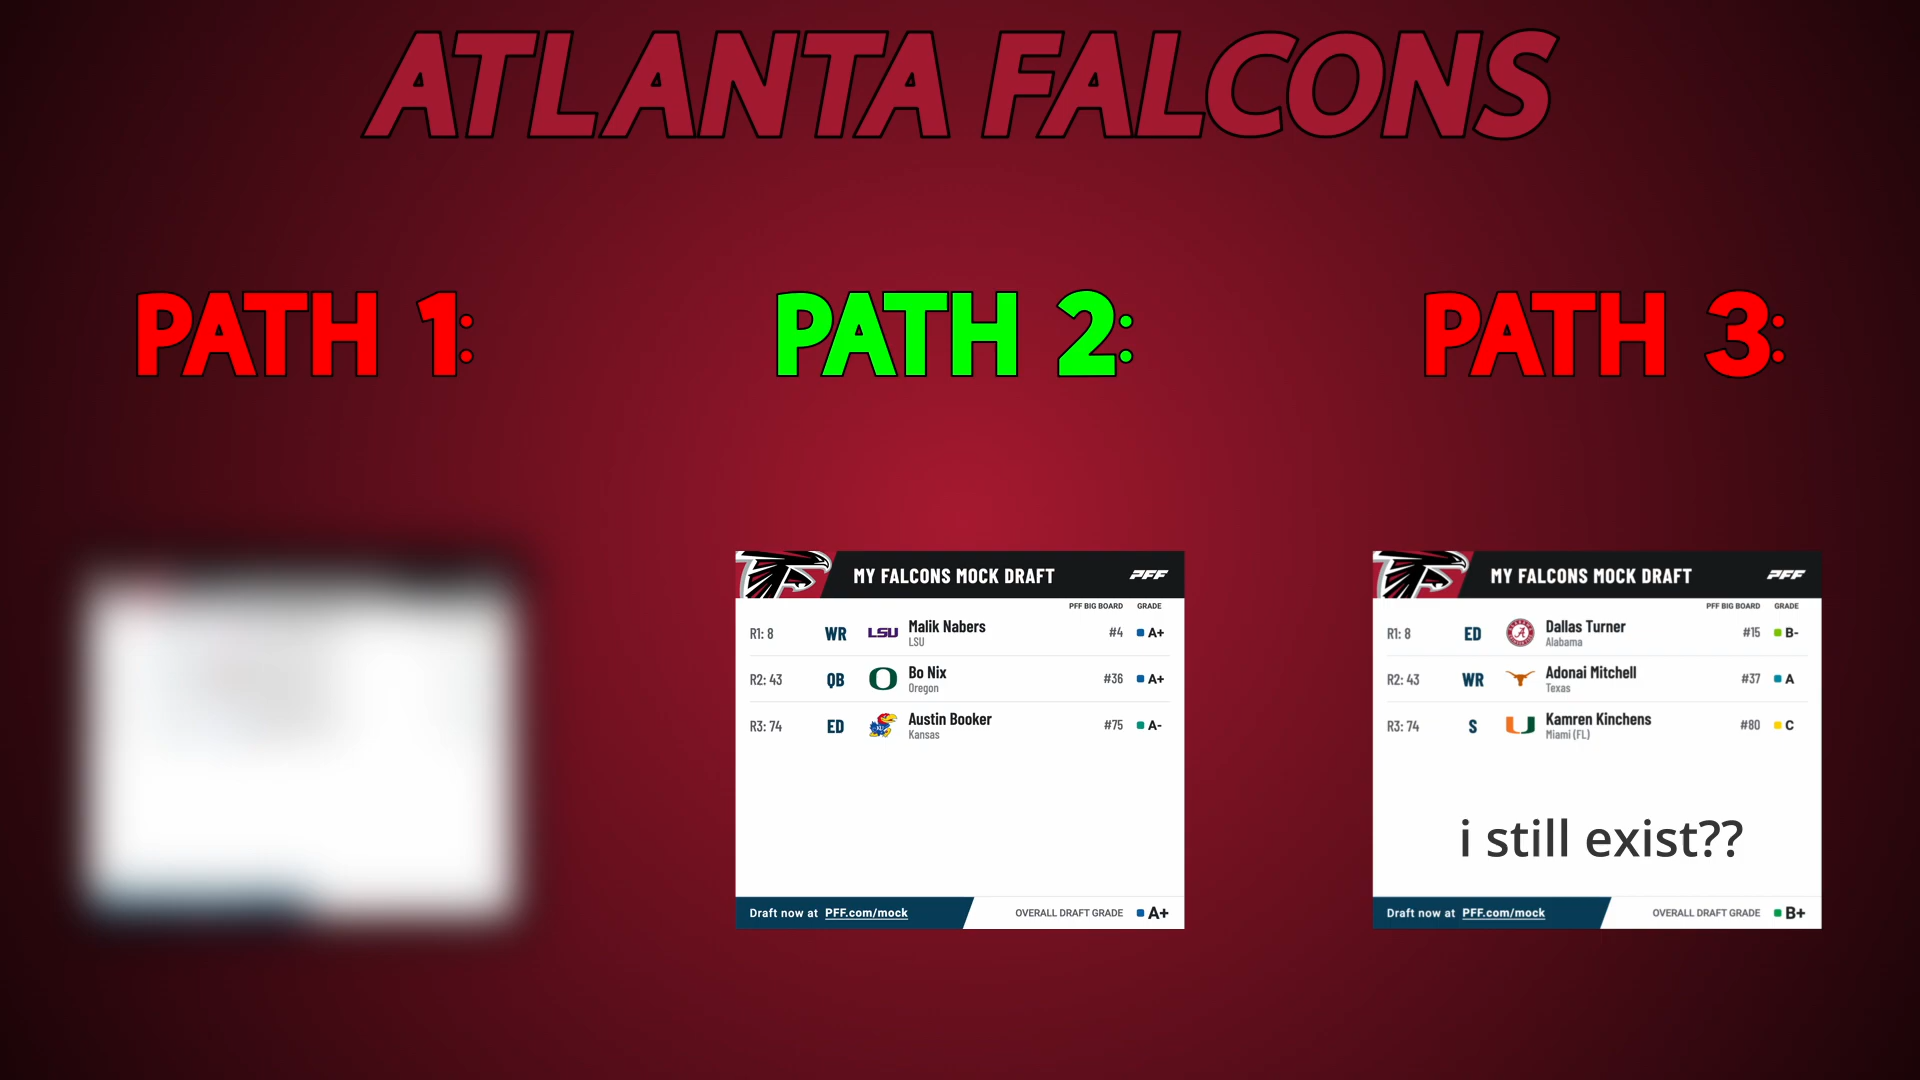 ATLANTA FALCONS
PATH 1:
PATH 2:
PATH 3:
MY FALCONS MOCK DRAFT PFF
PFF BIG BOARD GRADE
R1: 8 WR LSU Malik Nabers #4 A+
LSU
R2: 43 QB Bo Nix #36 A+
Oregon
R3: 74 ED Austin Booker #75 A-
Kansas
Draft now at PFF.com/mock OVERALL DRAFT GRADE A+
MY FALCONS MOCK DRAFT PFF
PFF BIG BOARD GRADE
R1: 8 ED Dallas Turner #15 B-
Alabama
R2: 43 WR Adonai Mitchell #37 A
Texas
R3: 74 S Kamren Kinchens #80 C
Miami (FL)
i still exist??
Draft now at PFF.com/mock OVERALL DRAFT GRADE B+